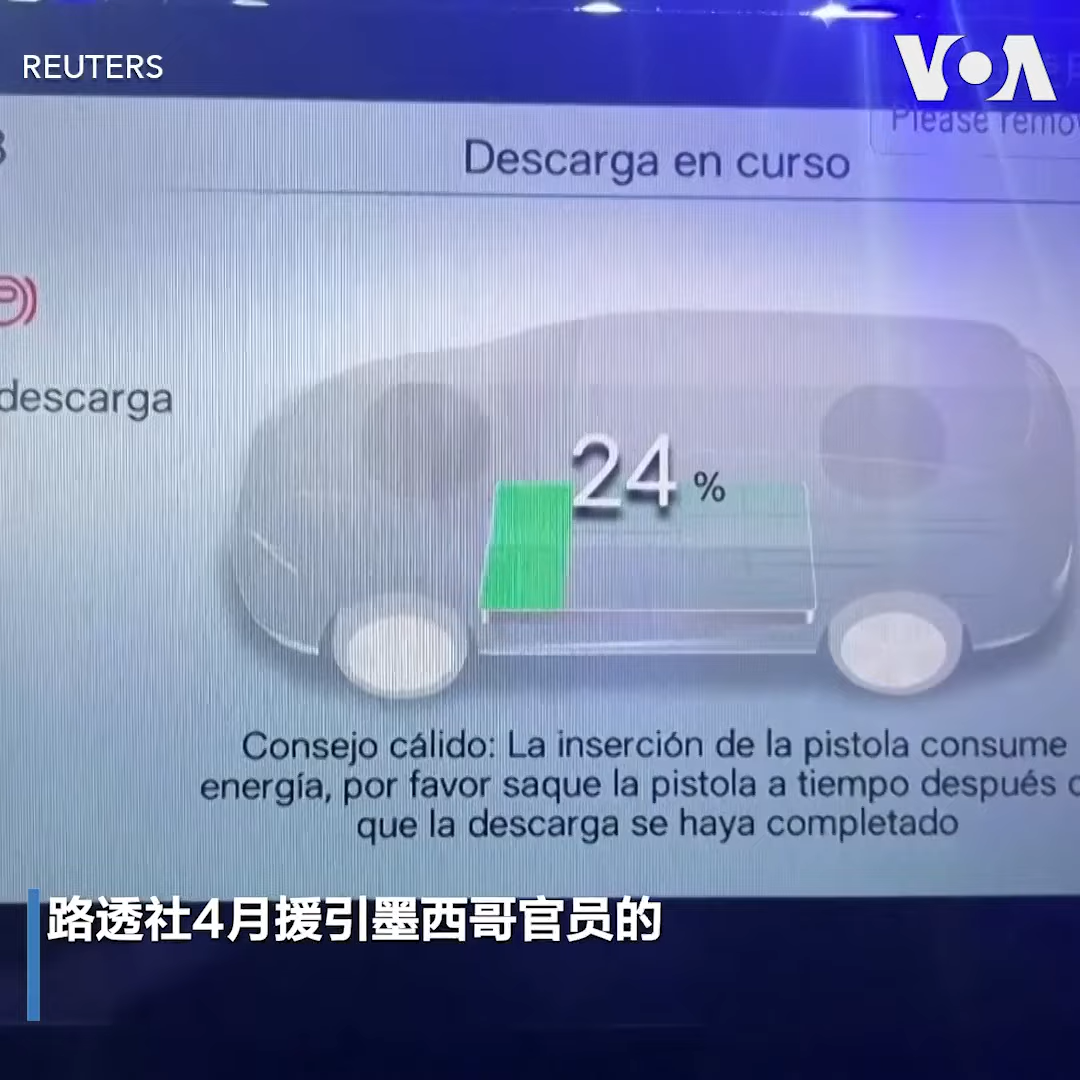 REUTERS
VOA
Please remov
Descarga en curso
descarga
24 %
Consejo cálido: La inserción de la pistola consume
energía, por favor saque la pistola a tiempo después
que la descarga se haya completado
路透社4月援引墨西哥官员的